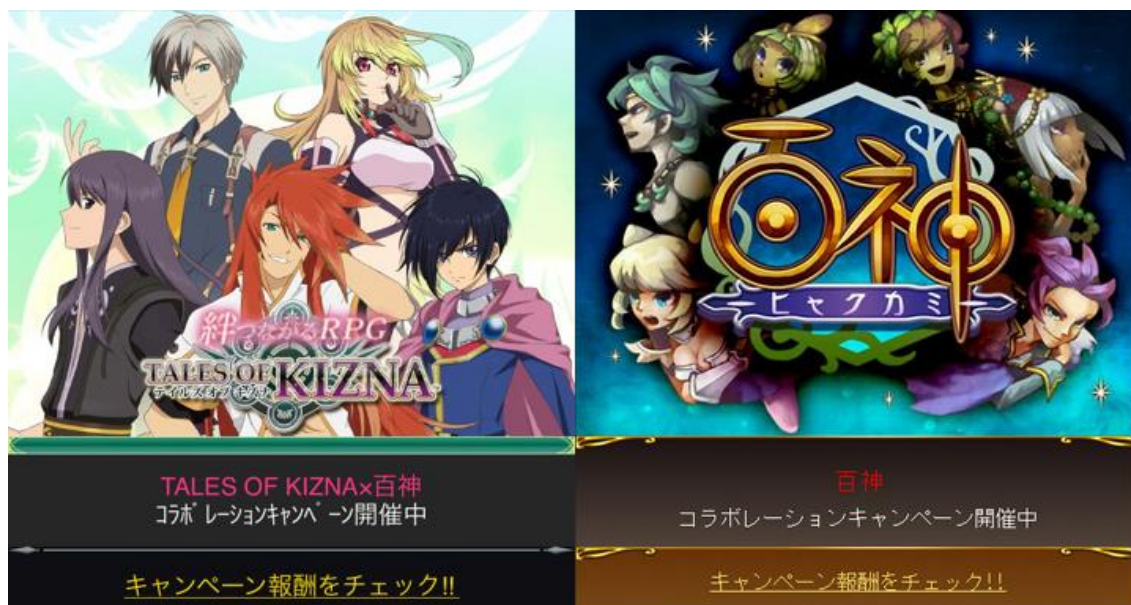 絆つながるRPG
TALES OF KIZNA
テイルズ オブ キズナ
TALES OF KIZNA×百神
コラボレーションキャンペーン開催中
キャンペーン報酬をチェック!!
百神
ヒャクカミ
百神
コラボレーションキャンペーン開催中
キャンペーン報酬をチェック!!